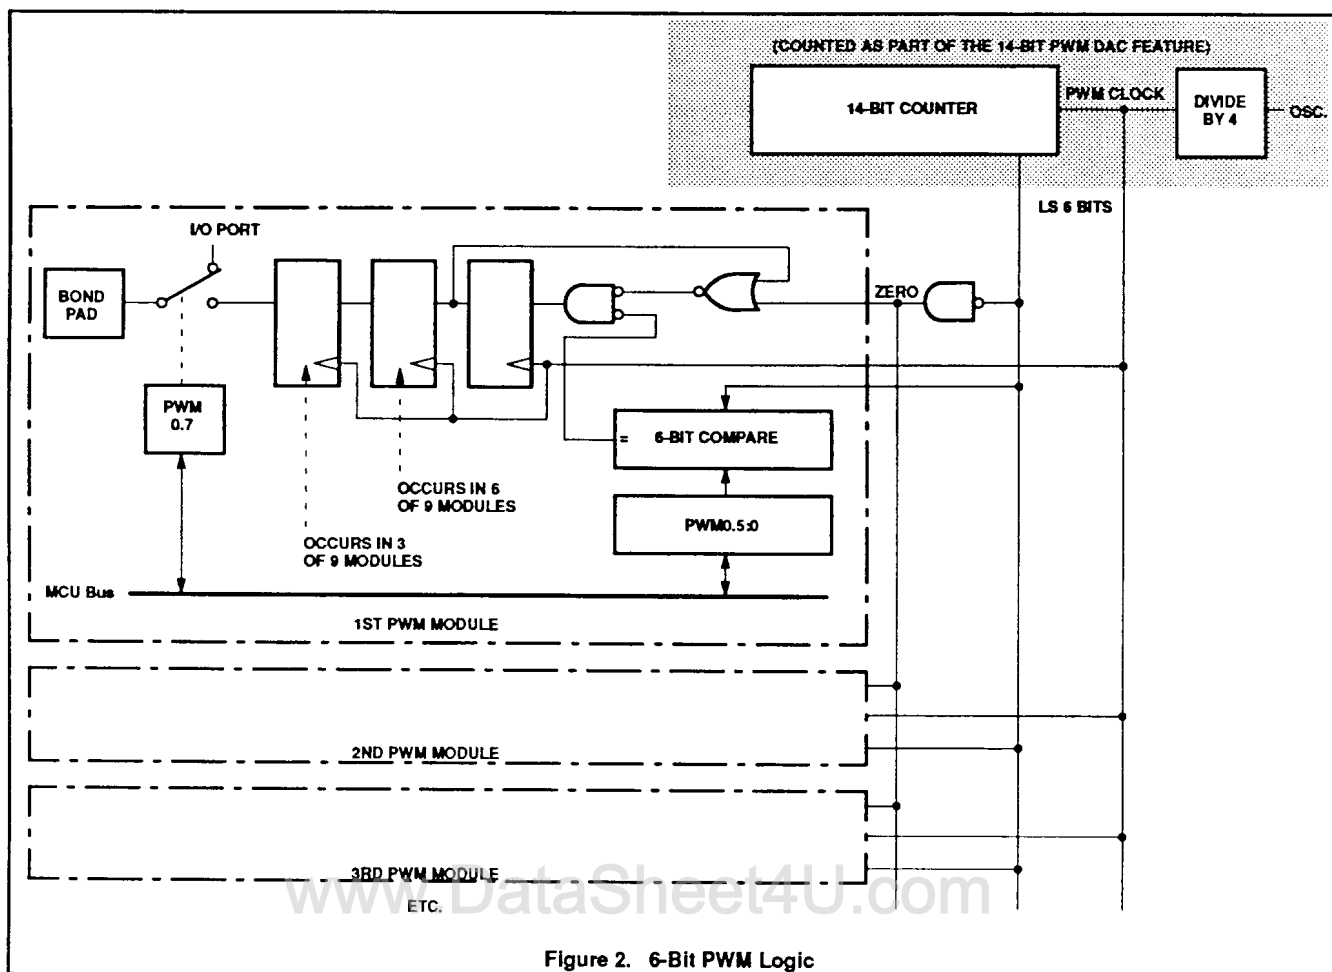 (COUNTED AS PART OF THE 14-BIT PWM DAC FEATURE)
14-BIT COUNTER
PWM CLOCK
DIVIDE
BY 4
OSC.
LS 6 BITS
I/O PORT
BOND
PAD
ZERO
PWM
0.7
=
6-BIT COMPARE
OCCURS IN 6
OF 9 MODULES
PWM0.5:0
OCCURS IN 3
OF 9 MODULES
MCU Bus
1ST PWM MODULE
2ND PWM MODULE
3RD PWM MODULE
www.DataSheet4U.com
ETC.
Figure 2. 6-Bit PWM Logic